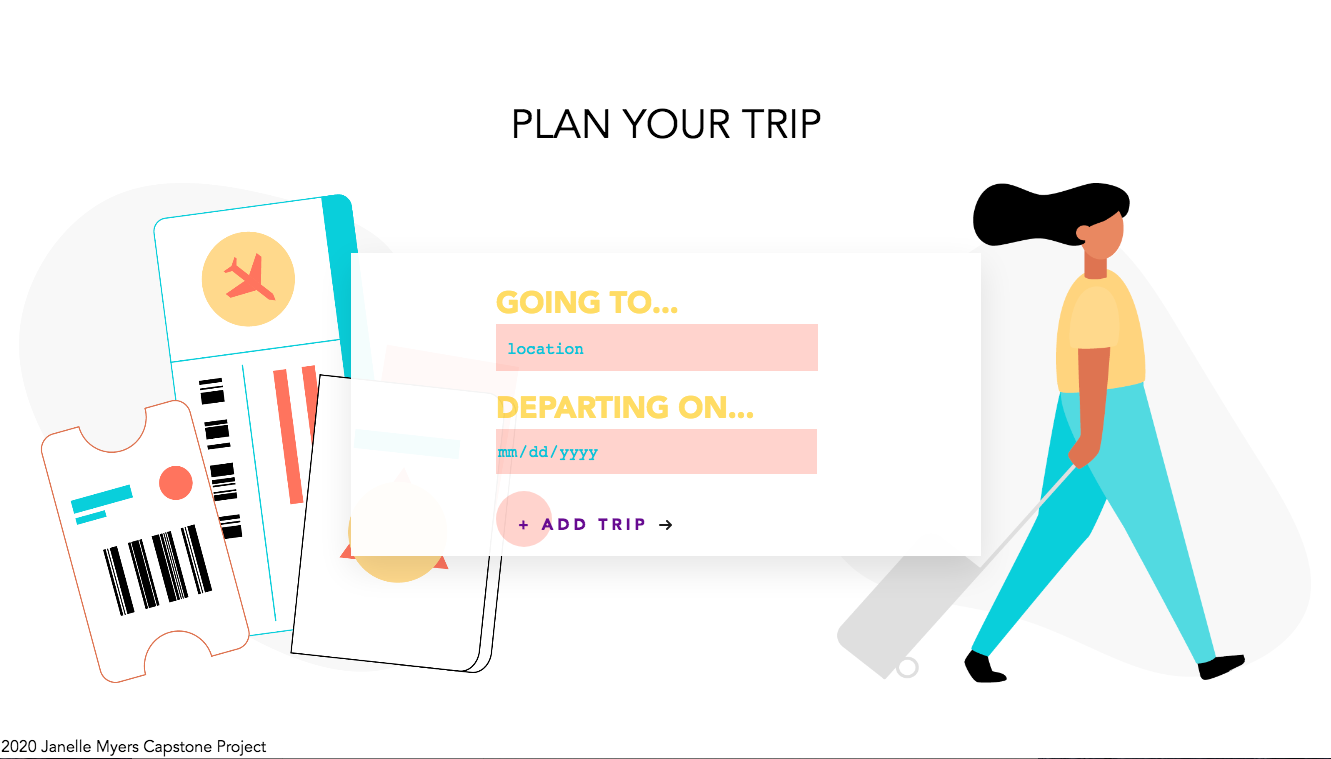 PLAN YOUR TRIP
GOING TO...
location
DEPARTING ON...
mm/dd/yyyy
+ ADD TRIP →
2020 Janelle Myers Capstone Project